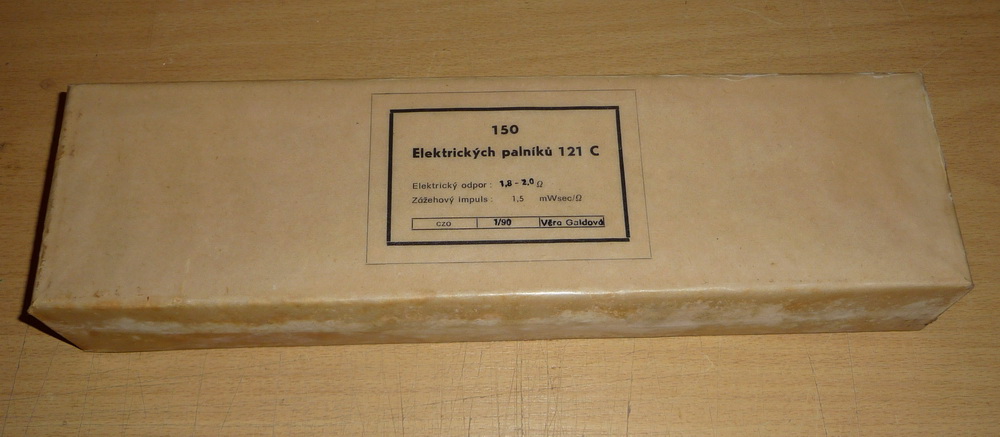 150
Elektrických palníků 121 C
Elektrický odpor : 1,8 - 2,0 Ω
Zážehový impuls : 1,5 mWsec/Ω
czo 1/90 Věra Galdová